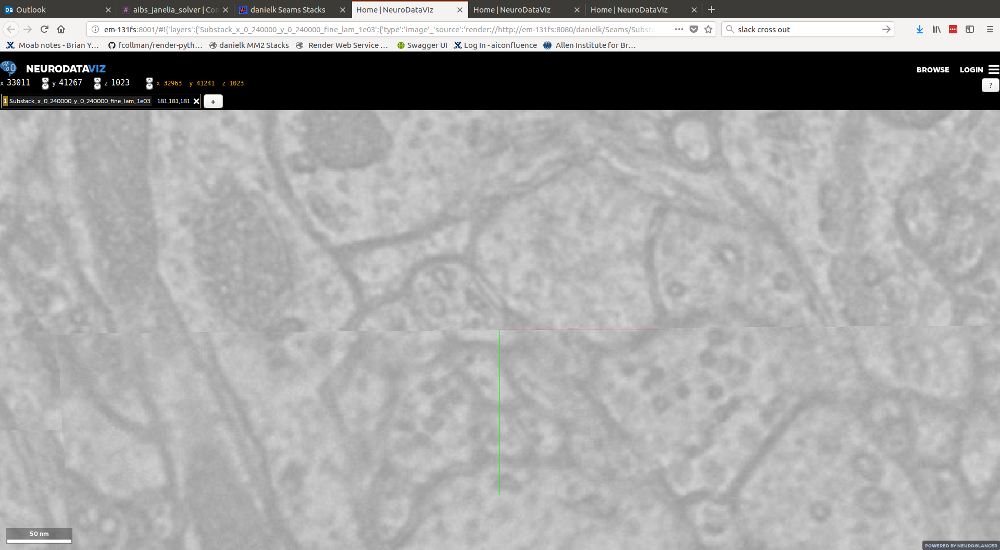 Outlook
# aibs_janelia_solver | Con
danielk Seams Stacks
Home | NeuroDataViz
Home | NeuroDataViz
Home | NeuroDataViz
em-131fs:8001/#!{'layers':{'Substack_x_0_240000_y_0_240000_fine_lam_1e03':{'type':'image'_'source':'render://http://em-131fs:8080/danielk/Seams/Substa
slack cross out
Moab notes - Brian Y…
fcollman/render-pyth…
danielk MM2 Stacks
Render Web Service …
Swagger UI
Log In - aiconfluence
Allen Institute for Br…
NEURODATAVIZ
BROWSE LOGIN
x 33011 y 41267 z 1023 x 32963 y 41241 z 1023
?
1 Substack_x_0_240000_y_0_240000_fine_lam_1e03 181,181,181
+
50 nm
POWERED BY NEUROGLANCER